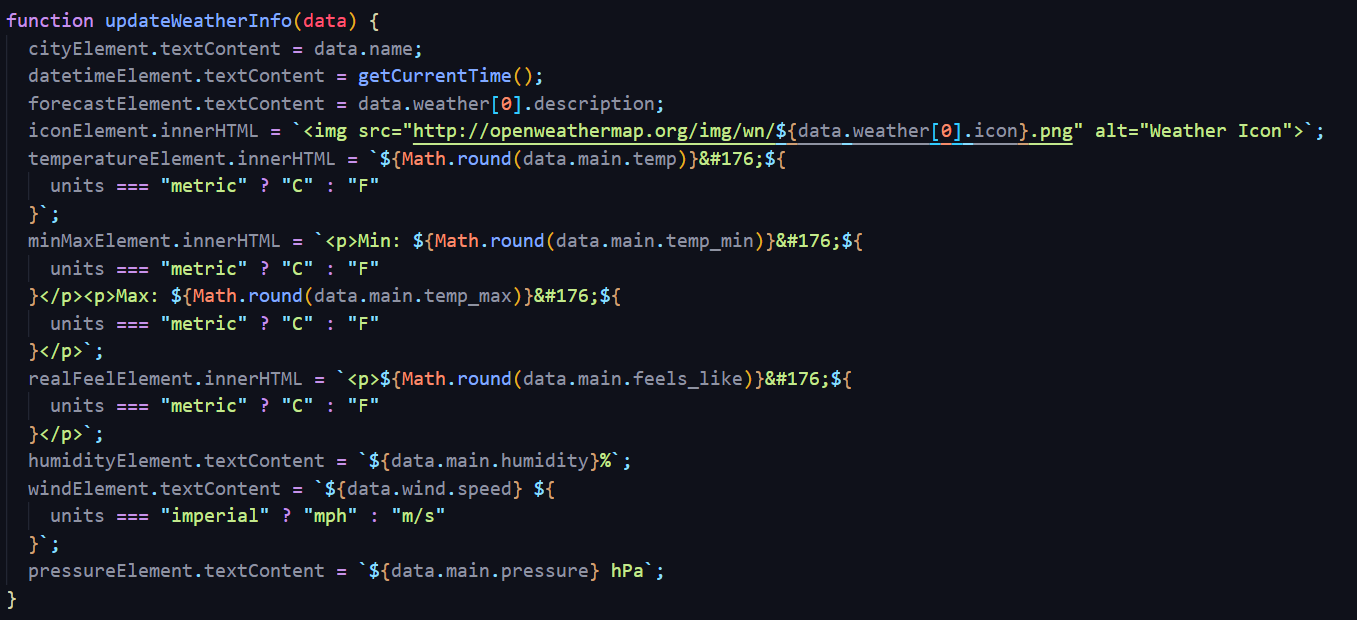 function updateWeatherInfo(data) {
  cityElement.textContent = data.name;
  datetimeElement.textContent = getCurrentTime();
  forecastElement.textContent = data.weather[0].description;
  iconElement.innerHTML = `<img src="http://openweathermap.org/img/wn/${data.weather[0].icon}.png" alt="Weather Icon">`;
  temperatureElement.innerHTML = `${Math.round(data.main.temp)}&#176;${
    units === "metric" ? "C" : "F"
  }`;
  minMaxElement.innerHTML = `<p>Min: ${Math.round(data.main.temp_min)}&#176;${
    units === "metric" ? "C" : "F"
  }</p><p>Max: ${Math.round(data.main.temp_max)}&#176;${
    units === "metric" ? "C" : "F"
  }</p>`;
  realFeelElement.innerHTML = `<p>${Math.round(data.main.feels_like)}&#176;${
    units === "metric" ? "C" : "F"
  }</p>`;
  humidityElement.textContent = `${data.main.humidity}%`;
  windElement.textContent = `${data.wind.speed} ${
    units === "imperial" ? "mph" : "m/s"
  }`;
  pressureElement.textContent = `${data.main.pressure} hPa`;
}